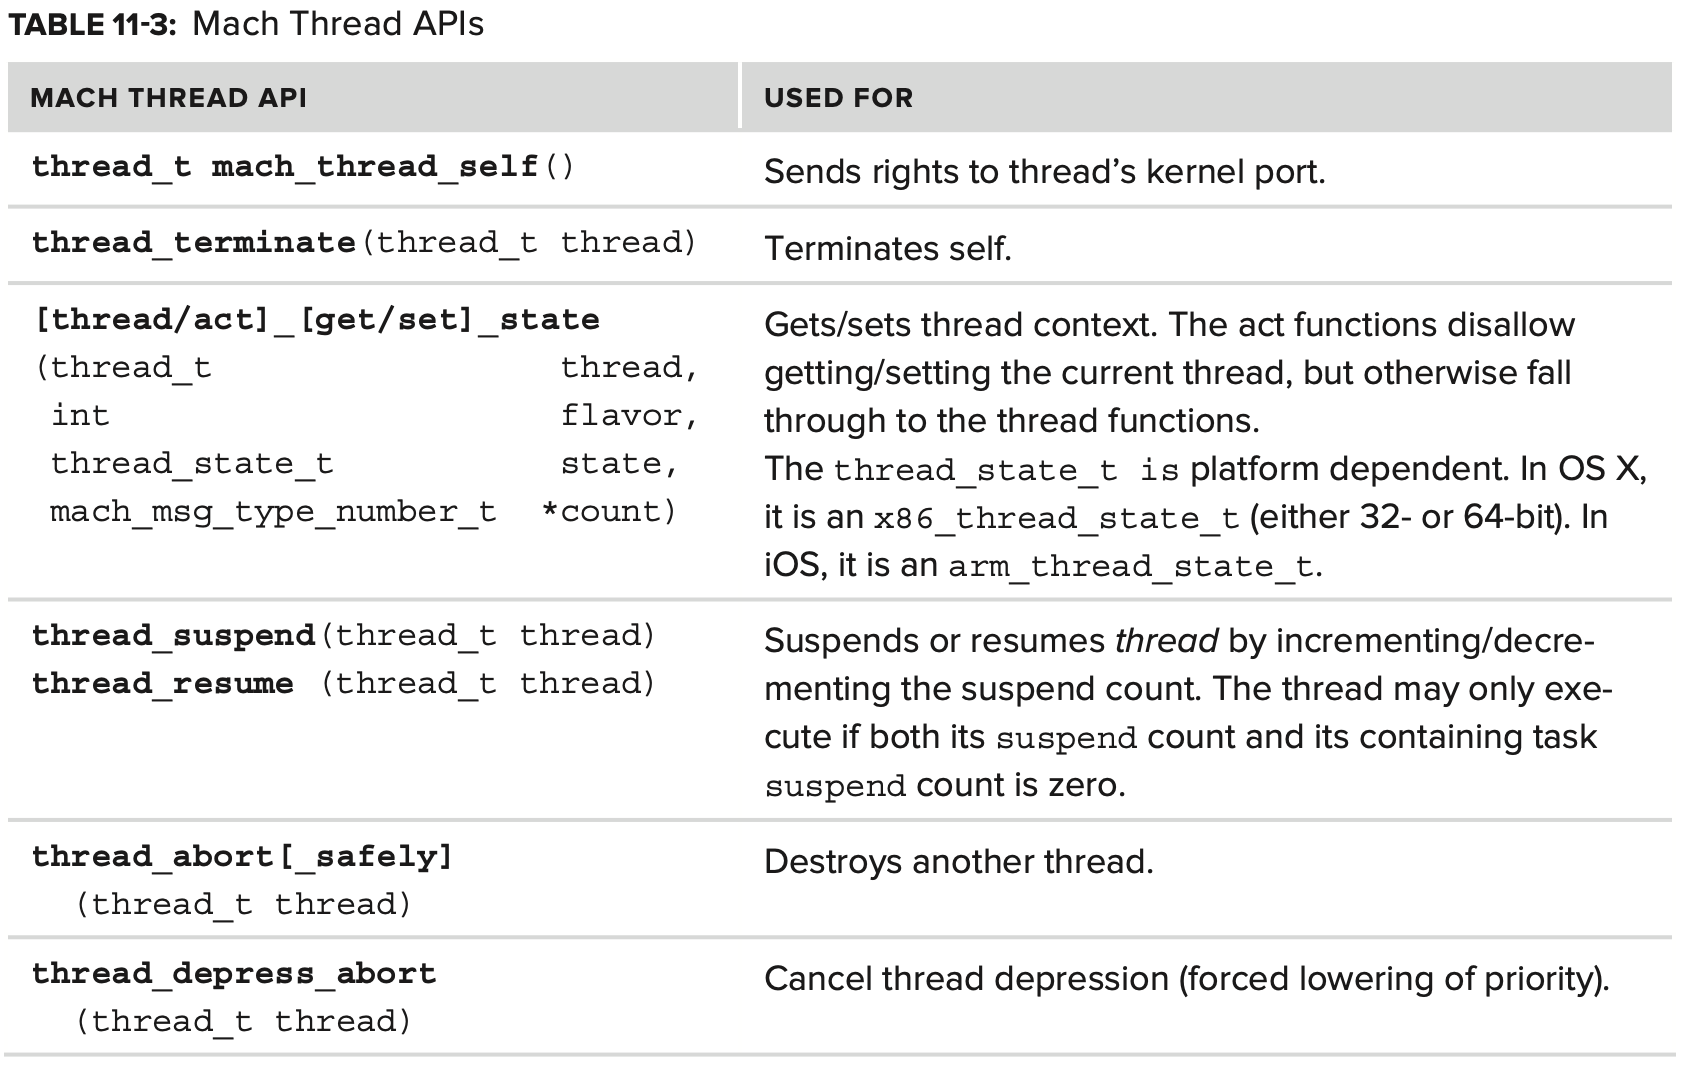 TABLE 11-3: Mach Thread APIs
MACH THREAD API
USED FOR
thread_t mach_thread_self()
Sends rights to thread’s kernel port.
thread_terminate(thread_t thread)
Terminates self.
[thread/act]_[get/set]_state
(thread_t thread,
int flavor,
thread_state_t state,
mach_msg_type_number_t *count)
Gets/sets thread context. The act functions disallow
getting/setting the current thread, but otherwise fall
through to the thread functions.
The thread_state_t is platform dependent. In OS X,
it is an x86_thread_state_t (either 32- or 64-bit). In
iOS, it is an arm_thread_state_t.
thread_suspend(thread_t thread)
thread_resume (thread_t thread)
Suspends or resumes thread by incrementing/decre-
menting the suspend count. The thread may only exe-
cute if both its suspend count and its containing task
suspend count is zero.
thread_abort[_safely]
(thread_t thread)
Destroys another thread.
thread_depress_abort
(thread_t thread)
Cancel thread depression (forced lowering of priority).